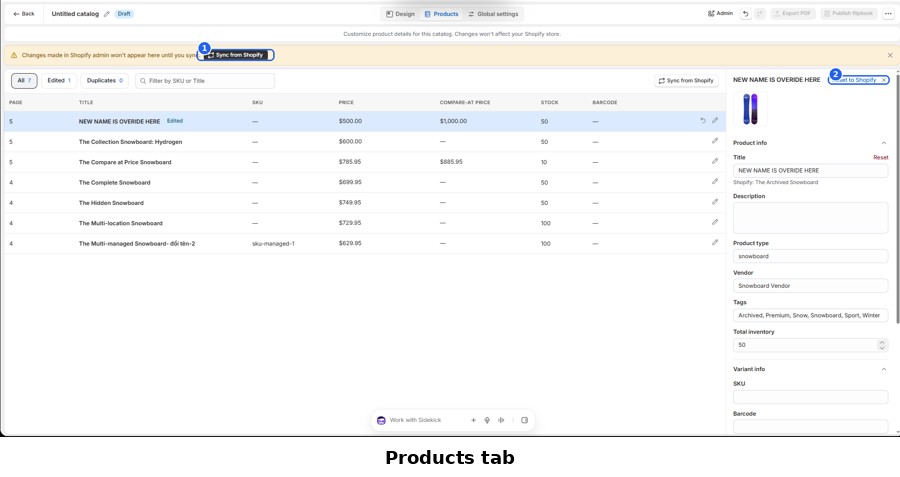 Back
Untitled catalog
Draft
Design
Products
Global settings
Admin
Export PDF
Publish flipbook
Customize product details for this catalog. Changes won't affect your Shopify store.
Changes made in Shopify admin won't appear here until you
1
Sync from Shopify
All 7
Edited 1
Duplicates 0
Filter by SKU or Title
Sync from Shopify
PAGE TITLE SKU PRICE COMPARE-AT PRICE STOCK BARCODE
5 NEW NAME IS OVERIDE HERE Edited — $500.00 $1,000.00 50 —
5 The Collection Snowboard: Hydrogen — $600.00 — 50 —
5 The Compare at Price Snowboard — $785.95 $885.95 10 —
4 The Complete Snowboard — $699.95 — 50 —
4 The Hidden Snowboard — $749.95 — 50 —
4 The Multi-location Snowboard — $729.95 — 100 —
4 The Multi-managed Snowboard- đổi tên-2 sku-managed-1 $629.95 — 100 —
NEW NAME IS OVERIDE HERE
2
to Shopify
Product info
Title
Reset
NEW NAME IS OVERIDE HERE
Shopify: The Archived Snowboard
Description
Product type
snowboard
Vendor
Snowboard Vendor
Tags
Archived, Premium, Snow, Snowboard, Sport, Winter
Total inventory
50
Variant info
SKU
Barcode
Work with Sidekick
Products tab